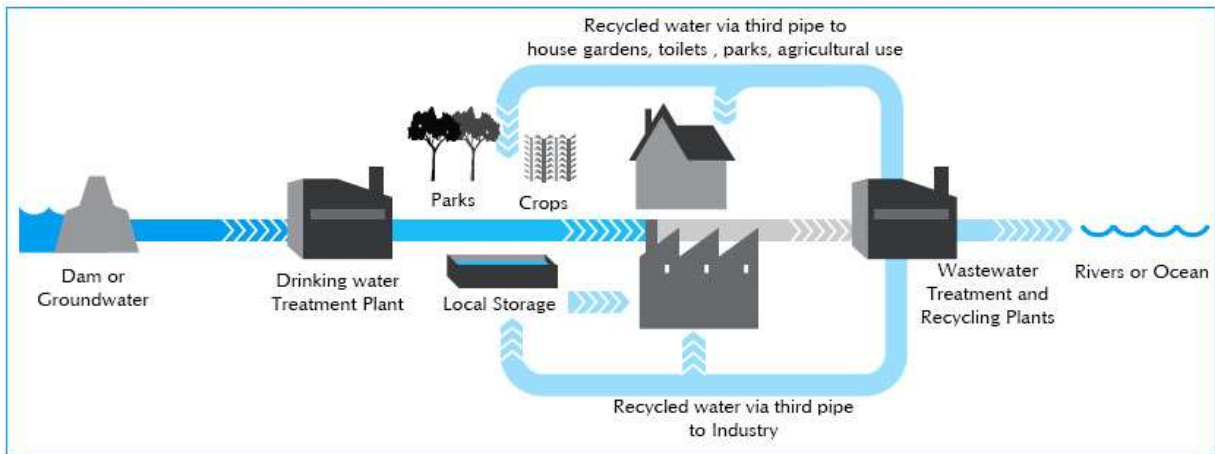 Recycled water via third pipe to
house gardens, toilets , parks, agricultural use
Parks
Crops
Dam or
Groundwater
Drinking water
Treatment Plant
Local Storage
Wastewater
Treatment and
Recycling Plants
Rivers or Ocean
Recycled water via third pipe
to Industry